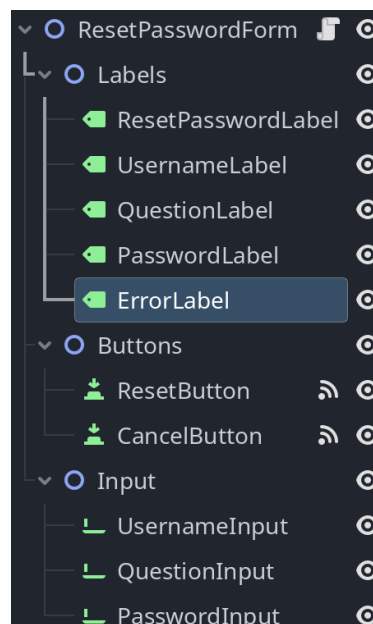 ResetPasswordForm
Labels
ResetPasswordLabel
UsernameLabel
QuestionLabel
PasswordLabel
ErrorLabel
Buttons
ResetButton
CancelButton
Input
UsernameInput
QuestionInput
PasswordInput